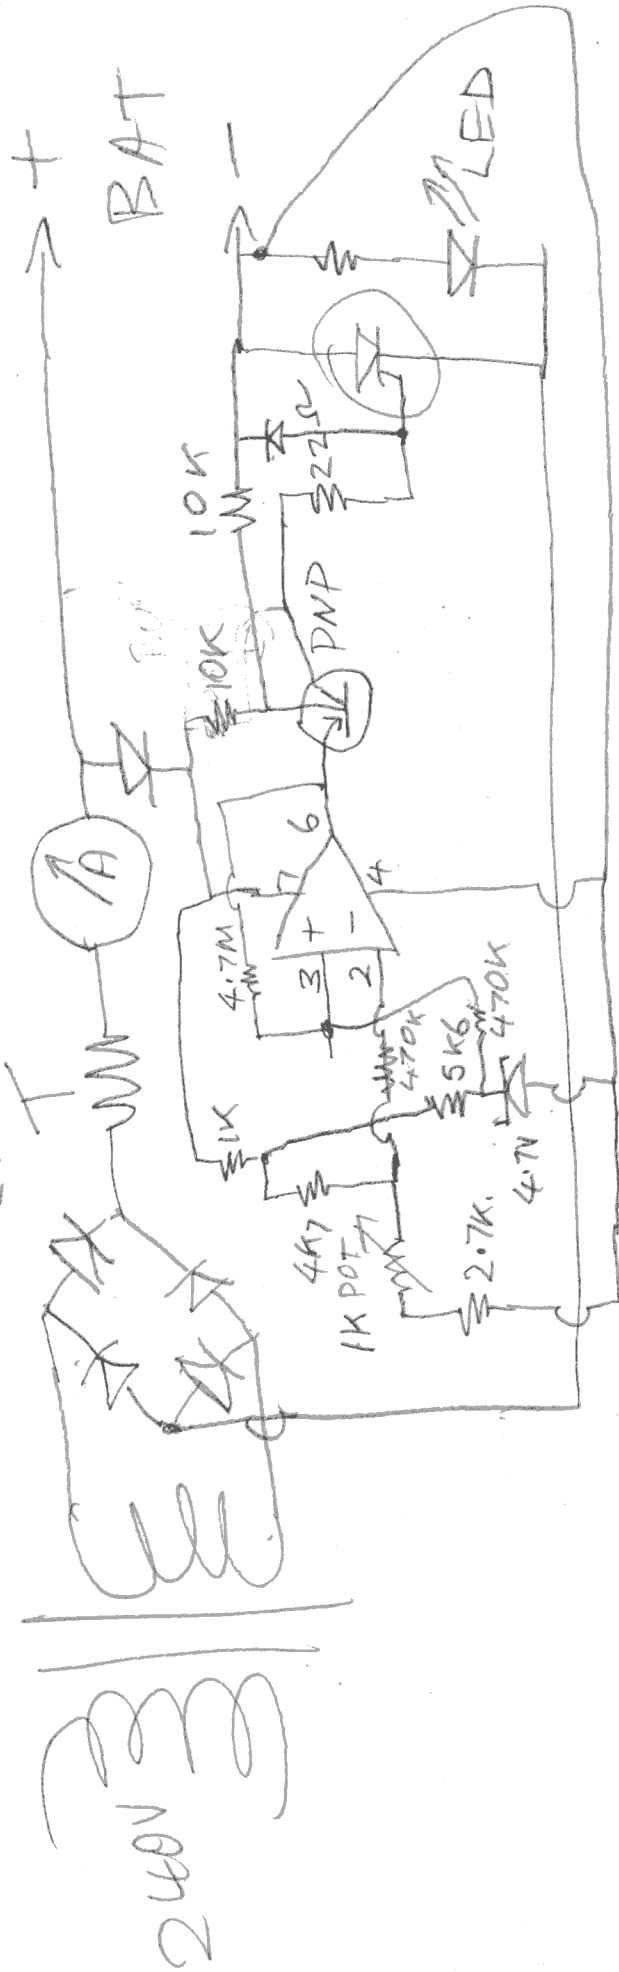 240V
T
A
+
BAT
-
10K
10K
4.7M
7
6
+
-
3
2
4
PNP
22Ω
LED
1K
4K7
1K POT
470K
5K6
470K
4.7V
2.7K.